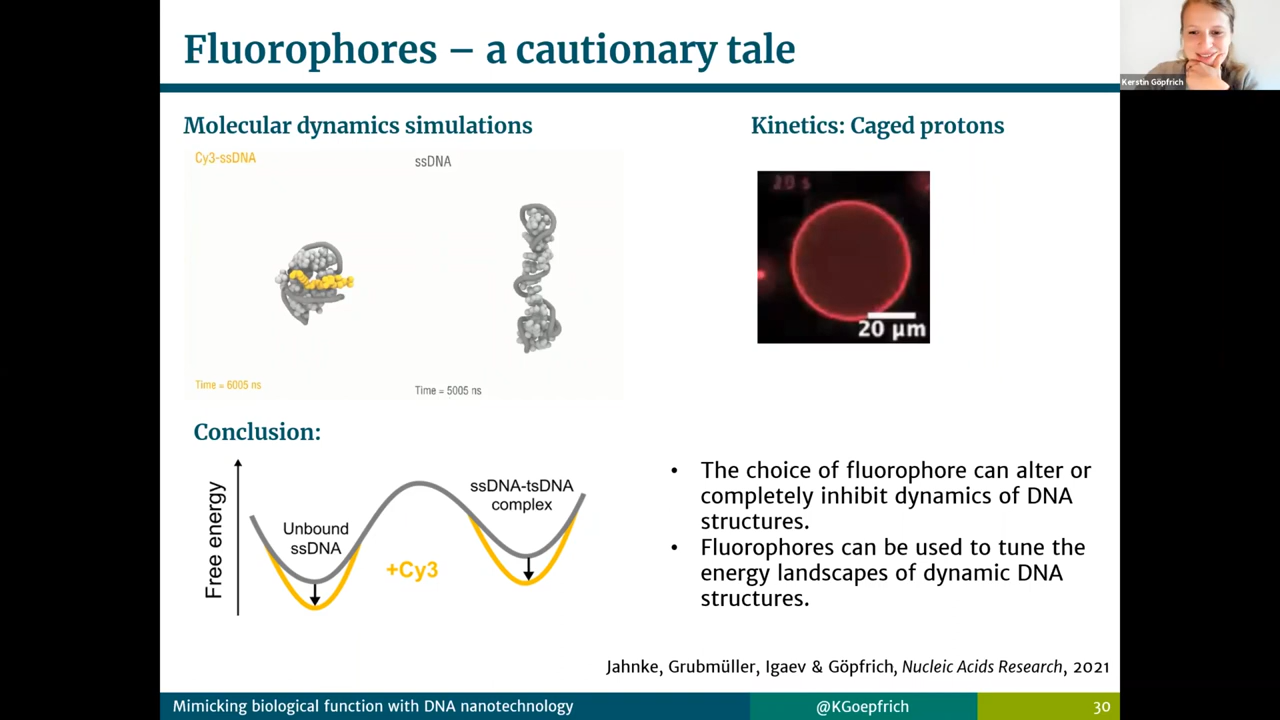 Fluorophores – a cautionary tale
Kerstin Göpfrich
Molecular dynamics simulations
Kinetics: Caged protons
Cy3-ssDNA
ssDNA
20 s
20 µm
Time = 6005 ns
Time = 5005 ns
Conclusion:
Free energy
Unbound
ssDNA
+Cy3
ssDNA-tsDNA
complex
• The choice of fluorophore can alter or
completely inhibit dynamics of DNA
structures.
• Fluorophores can be used to tune the
energy landscapes of dynamic DNA
structures.
Jahnke, Grubmüller, Igaev & Göpfrich, Nucleic Acids Research, 2021
Mimicking biological function with DNA nanotechnology
@KGoepfrich
30